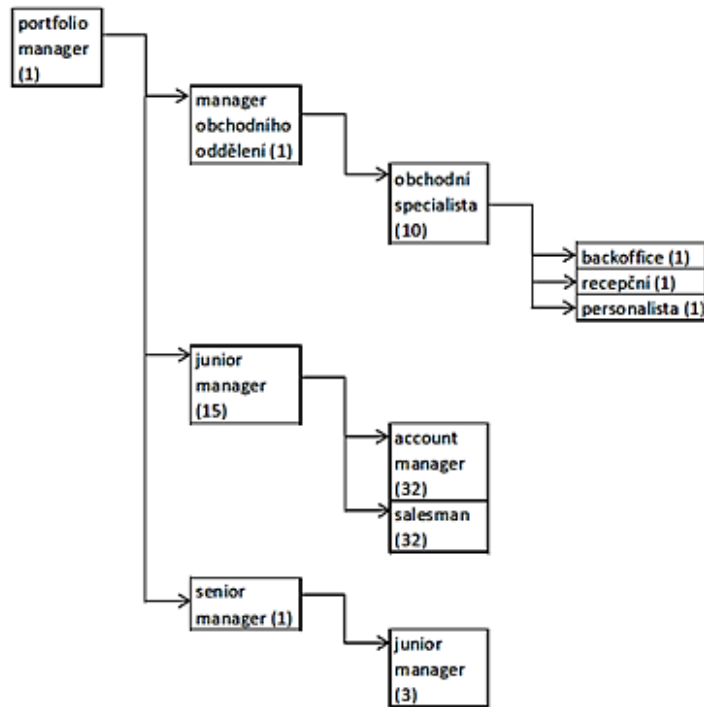 portfolio
manager
(1)
manager
obchodního
oddělení (1)
obchodní
specialista
(10)
backoffice (1)
recepční (1)
personalista (1)
junior
manager
(15)
account
manager
(32)
salesman
(32)
senior
manager (1)
junior
manager
(3)